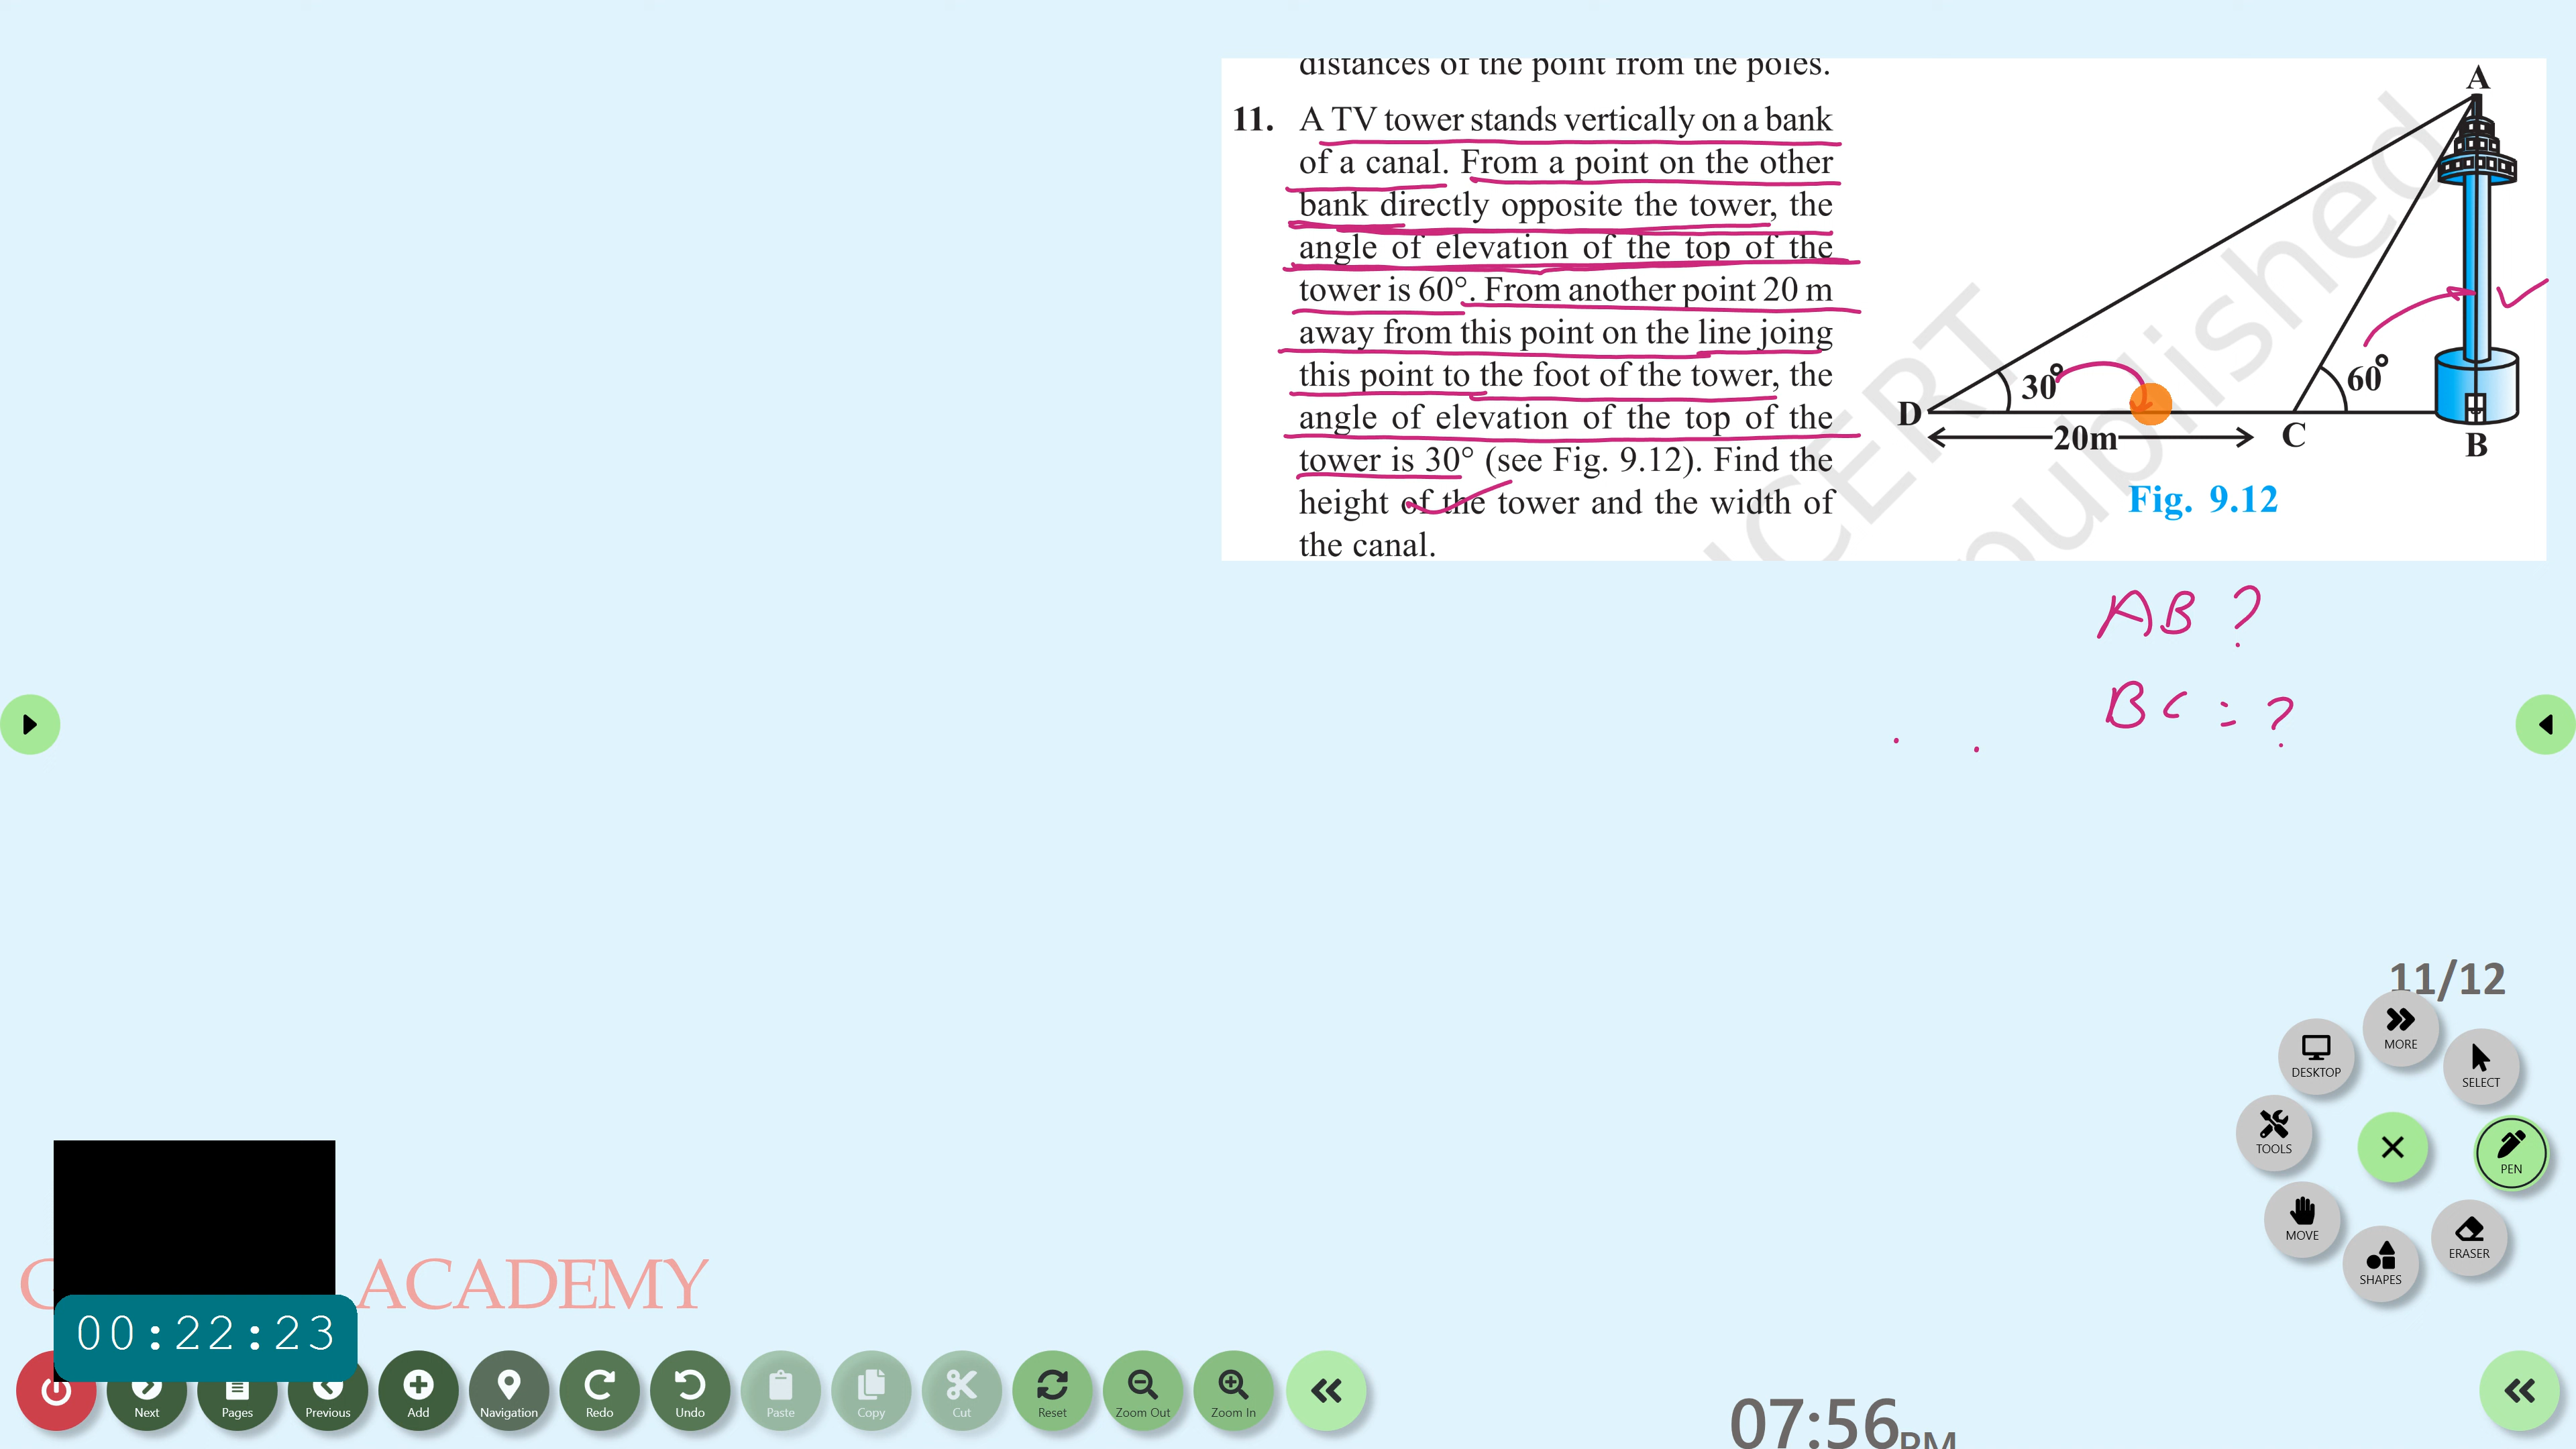 distances of the point from the poles.
11. A TV tower stands vertically on a bank
of a canal. From a point on the other
bank directly opposite the tower, the
angle of elevation of the top of the
tower is 60°. From another point 20 m
away from this point on the line joing
this point to the foot of the tower, the
angle of elevation of the top of the
tower is 30° (see Fig. 9.12). Find the
height of the tower and the width of
the canal.
A
30°
60°
D
C
B
20m
Fig. 9.12
AB ?
BC = ?
11/12
MORE
DESKTOP
SELECT
TOOLS
PEN
MOVE
ERASER
SHAPES
ACADEMY
00:22:23
Next
Pages
Previous
Add
Navigation
Redo
Undo
Paste
Copy
Cut
Reset
Zoom Out
Zoom In
07:56 PM